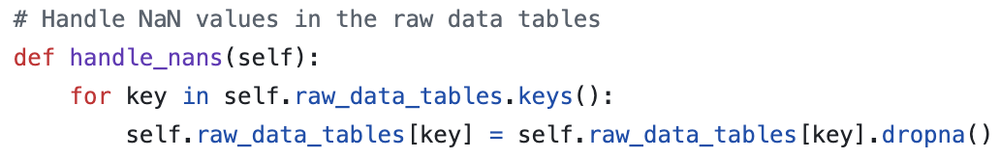 # Handle NaN values in the raw data tables
def handle_nans(self):
    for key in self.raw_data_tables.keys():
        self.raw_data_tables[key] = self.raw_data_tables[key].dropna()